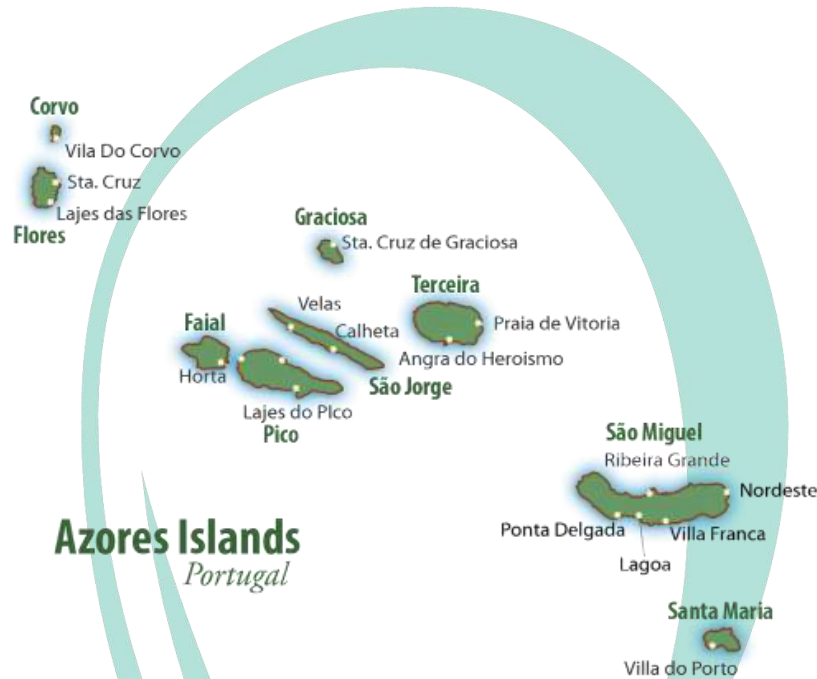 Corvo
Vila Do Corvo
Sta. Cruz
Lajes das Flores
Flores
Graciosa
Sta. Cruz de Graciosa
Terceira
Velas
Praia de Vitoria
Faial
Calheta
Angra do Heroismo
Horta
São Jorge
Lajes do PIco
Pico
São Miguel
Ribeira Grande
Nordeste
Ponta Delgada
Villa Franca
Lagoa
Azores Islands
Portugal
Santa Maria
Villa do Porto